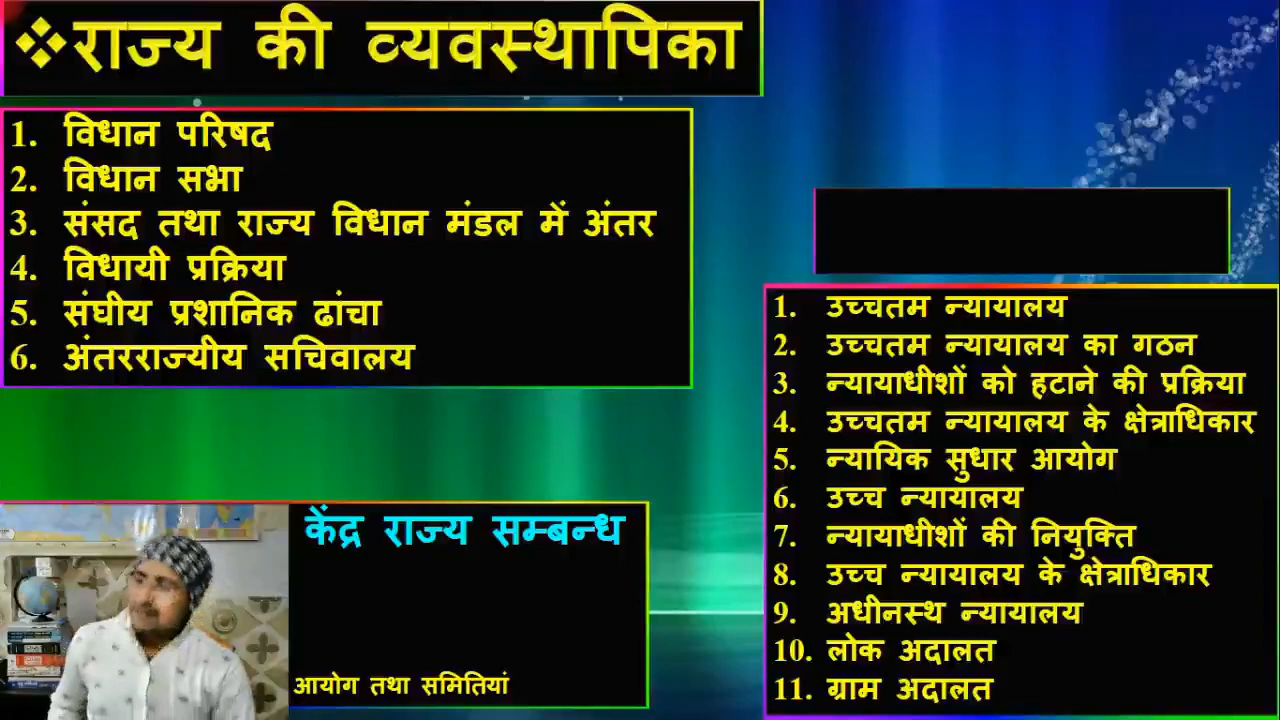 ❖राज्य की व्यवस्थापिका
1. विधान परिषद
2. विधान सभा
3. संसद तथा राज्य विधान मंडल में अंतर
4. विधायी प्रक्रिया
5. संघीय प्रशानिक ढांचा
6. अंतरराज्यीय सचिवालय
केंद्र राज्य सम्बन्ध
आयोग तथा समितियां
1. उच्चतम न्यायालय
2. उच्चतम न्यायालय का गठन
3. न्यायाधीशों को हटाने की प्रक्रिया
4. उच्चतम न्यायालय के क्षेत्राधिकार
5. न्यायिक सुधार आयोग
6. उच्च न्यायालय
7. न्यायाधीशों की नियुक्ति
8. उच्च न्यायालय के क्षेत्राधिकार
9. अधीनस्थ न्यायालय
10. लोक अदालत
11. ग्राम अदालत